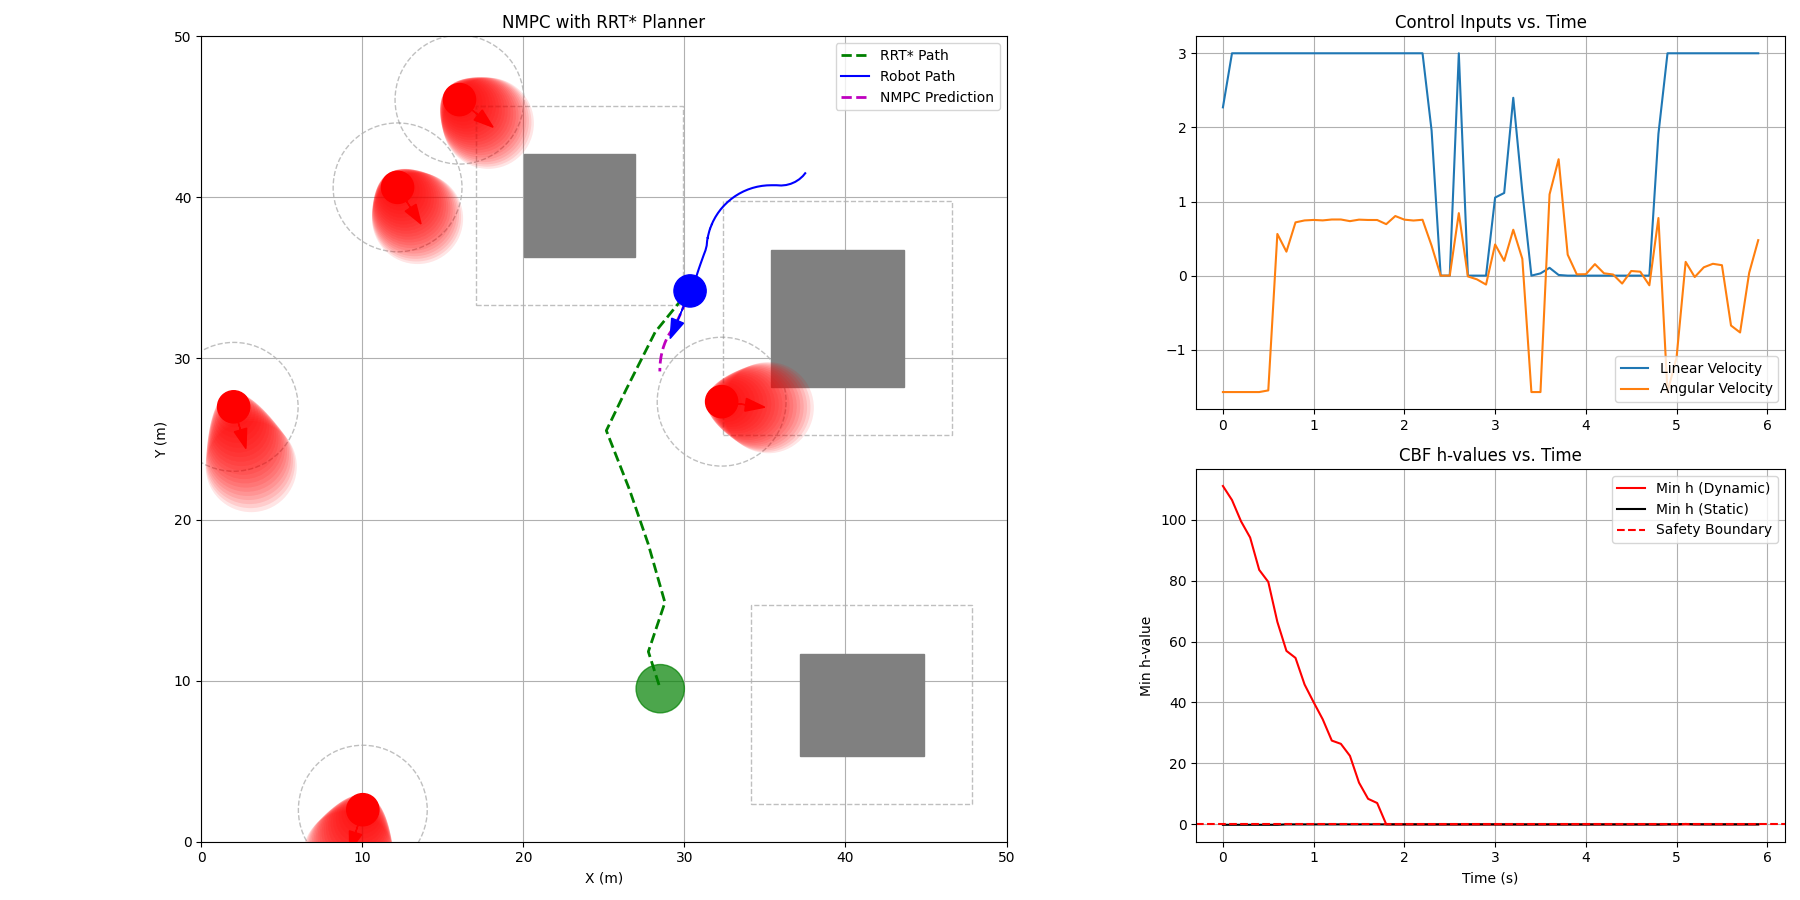 NMPC with RRT* Planner
RRT* Path
Robot Path
NMPC Prediction
50
40
30
20
10
0
Y (m)
0
10
20
30
40
50
X (m)
Control Inputs vs. Time
3
2
1
0
−1
Linear Velocity
Angular Velocity
0
1
2
3
4
5
6
CBF h-values vs. Time
Min h (Dynamic)
Min h (Static)
Safety Boundary
100
80
60
40
20
0
Min h-value
0
1
2
3
4
5
6
Time (s)